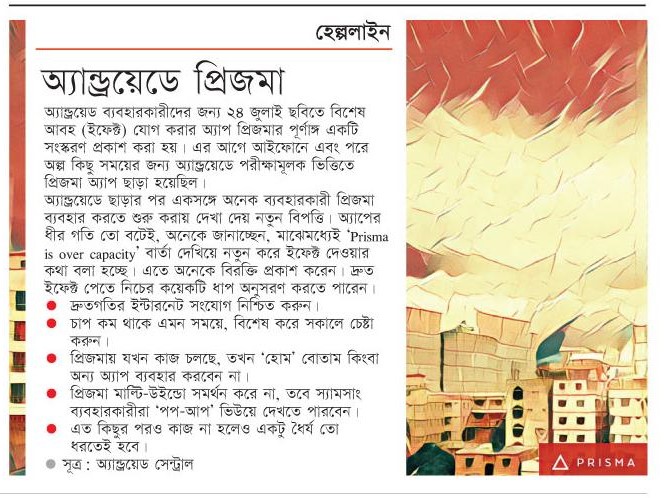 হেল্পলাইন
অ্যান্ড্রয়েডে প্রিজমা
অ্যান্ড্রয়েড ব্যবহারকারীদের জন্য ২৪ জুলাই ছবিতে বিশেষ
আবহ (ইফেক্ট) যোগ করার অ্যাপ প্রিজমার পূর্ণাঙ্গ একটি
সংস্করণ প্রকাশ করা হয়। এর আগে আইফোনে এবং পরে
অল্প কিছু সময়ের জন্য অ্যান্ড্রয়েডে পরীক্ষামূলক ভিত্তিতে
প্রিজমা অ্যাপ ছাড়া হয়েছিল।
অ্যান্ড্রয়েডে ছাড়ার পর একসঙ্গে অনেক ব্যবহারকারী প্রিজমা
ব্যবহার করতে শুরু করায় দেখা দেয় নতুন বিপত্তি। অ্যাপের
ধীর গতি তো বটেই, অনেকে জানাচ্ছেন, মাঝেমধ্যেই ‘Prisma
is over capacity’ বার্তা দেখিয়ে নতুন করে ইফেক্ট দেওয়ার
কথা বলা হচ্ছে। এতে অনেকে বিরক্তি প্রকাশ করেন। দ্রুত
ইফেক্ট পেতে নিচের কয়েকটি ধাপ অনুসরণ করতে পারেন।
● দ্রুতগতির ইন্টারনেট সংযোগ নিশ্চিত করুন।
● চাপ কম থাকে এমন সময়ে, বিশেষ করে সকালে চেষ্টা
করুন।
● প্রিজমায় যখন কাজ চলছে, তখন ‘হোম’ বোতাম কিংবা
অন্য অ্যাপ ব্যবহার করবেন না।
● প্রিজমা মাল্টি-উইন্ডো সমর্থন করে না, তবে স্যামসাং
ব্যবহারকারীরা ‘পপ-আপ’ ভিউয়ে দেখতে পারবেন।
● এত কিছুর পরও কাজ না হলেও একটু ধৈর্য তো
ধরতেই হবে।
● সূত্র : অ্যান্ড্রয়েড সেন্ট্রাল
PRISMA